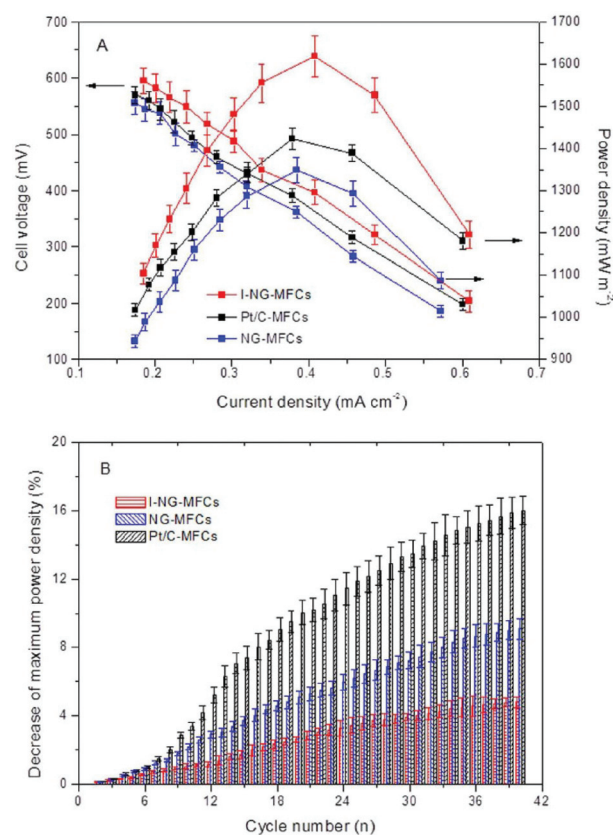 A
Cell voltage (mV)
700
600
500
400
300
200
100
Power density (mW m-2)
1700
1600
1500
1400
1300
1200
1100
1000
900
I-NG-MFCs
Pt/C-MFCs
NG-MFCs
0.1 0.2 0.3 0.4 0.5 0.6 0.7
Current density (mA cm-2)
B
Decrease of maximum power density (%)
20
16
12
8
4
0
I-NG-MFCs
NG-MFCs
Pt/C-MFCs
0 6 12 18 24 30 36 42
Cycle number (n)